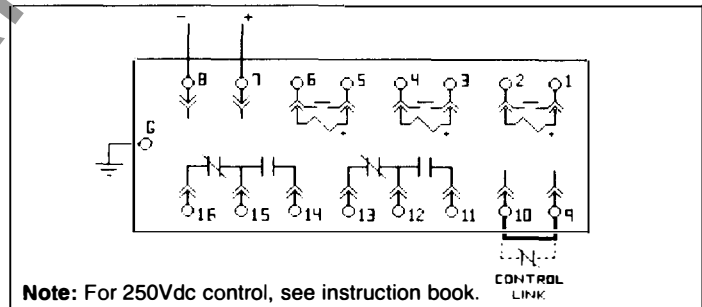 - +
8 7 6 5 4 3 2 1
+ + +
G
16 15 14 13 12 11 10 9
N
CONTROL
LINK
Note: For 250Vdc control, see instruction book.